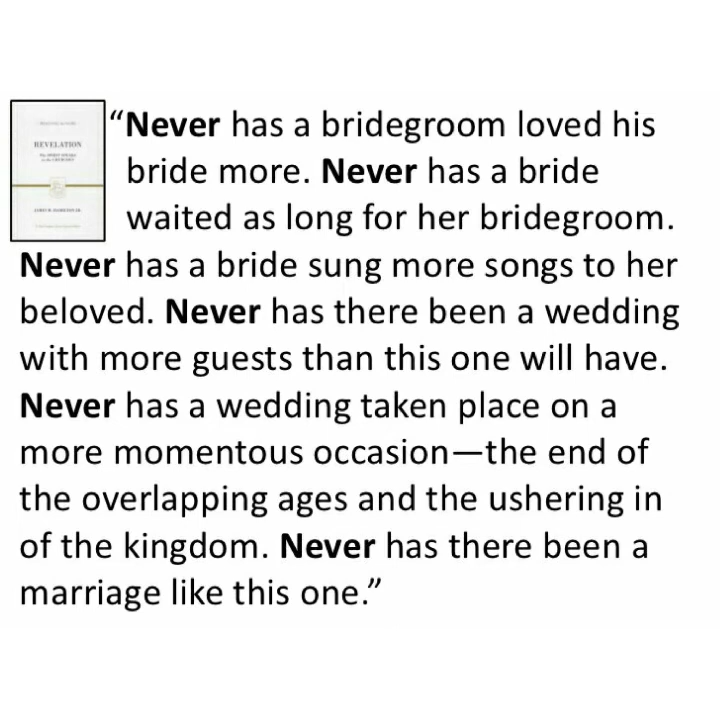 REVELATION
“Never has a bridegroom loved his
bride more. Never has a bride
waited as long for her bridegroom.
Never has a bride sung more songs to her
beloved. Never has there been a wedding
with more guests than this one will have.
Never has a wedding taken place on a
more momentous occasion—the end of
the overlapping ages and the ushering in
of the kingdom. Never has there been a
marriage like this one.”